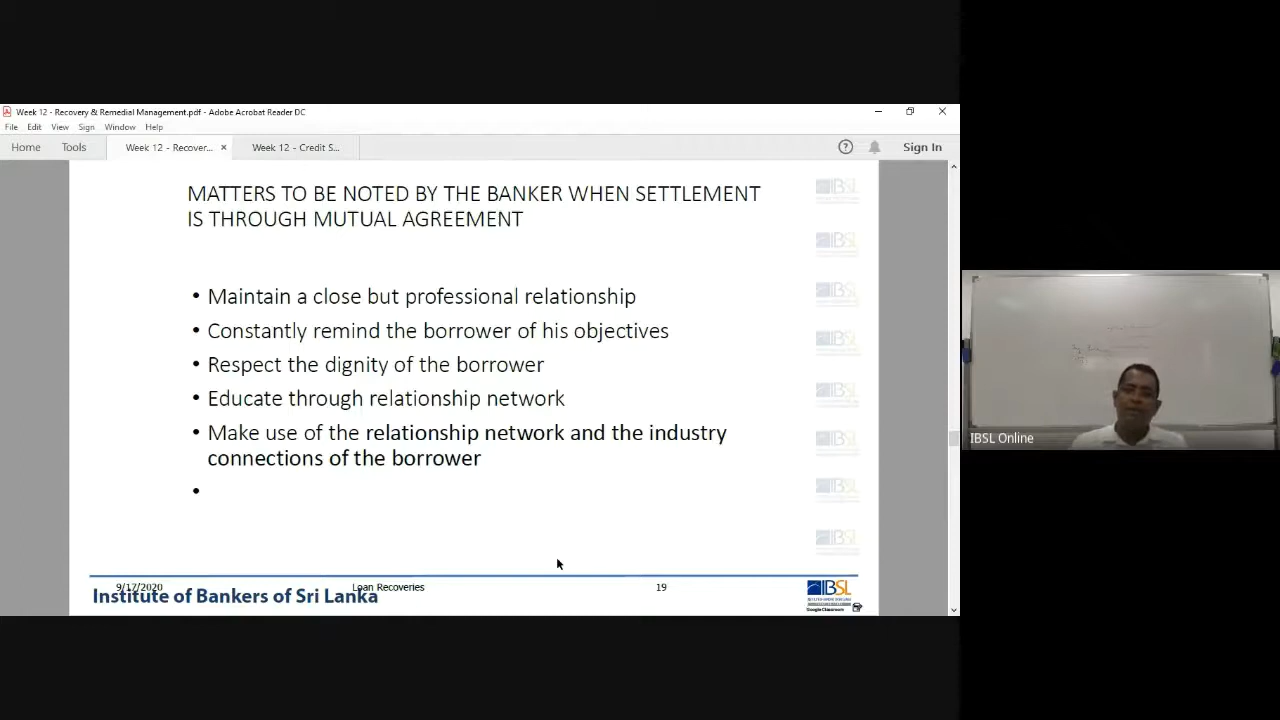 Week 12 - Recovery & Remedial Management.pdf - Adobe Acrobat Reader DC
File Edit View Sign Window Help
Home Tools Week 12 - Recover... × Week 12 - Credit S... Sign In
MATTERS TO BE NOTED BY THE BANKER WHEN SETTLEMENT
IS THROUGH MUTUAL AGREEMENT
• Maintain a close but professional relationship
• Constantly remind the borrower of his objectives
• Respect the dignity of the borrower
• Educate through relationship network
• Make use of the relationship network and the industry
connections of the borrower
•
9/17/2020 Loan Recoveries 19
Institute of Bankers of Sri Lanka
IBSL
Google Classroom
IBSL Online